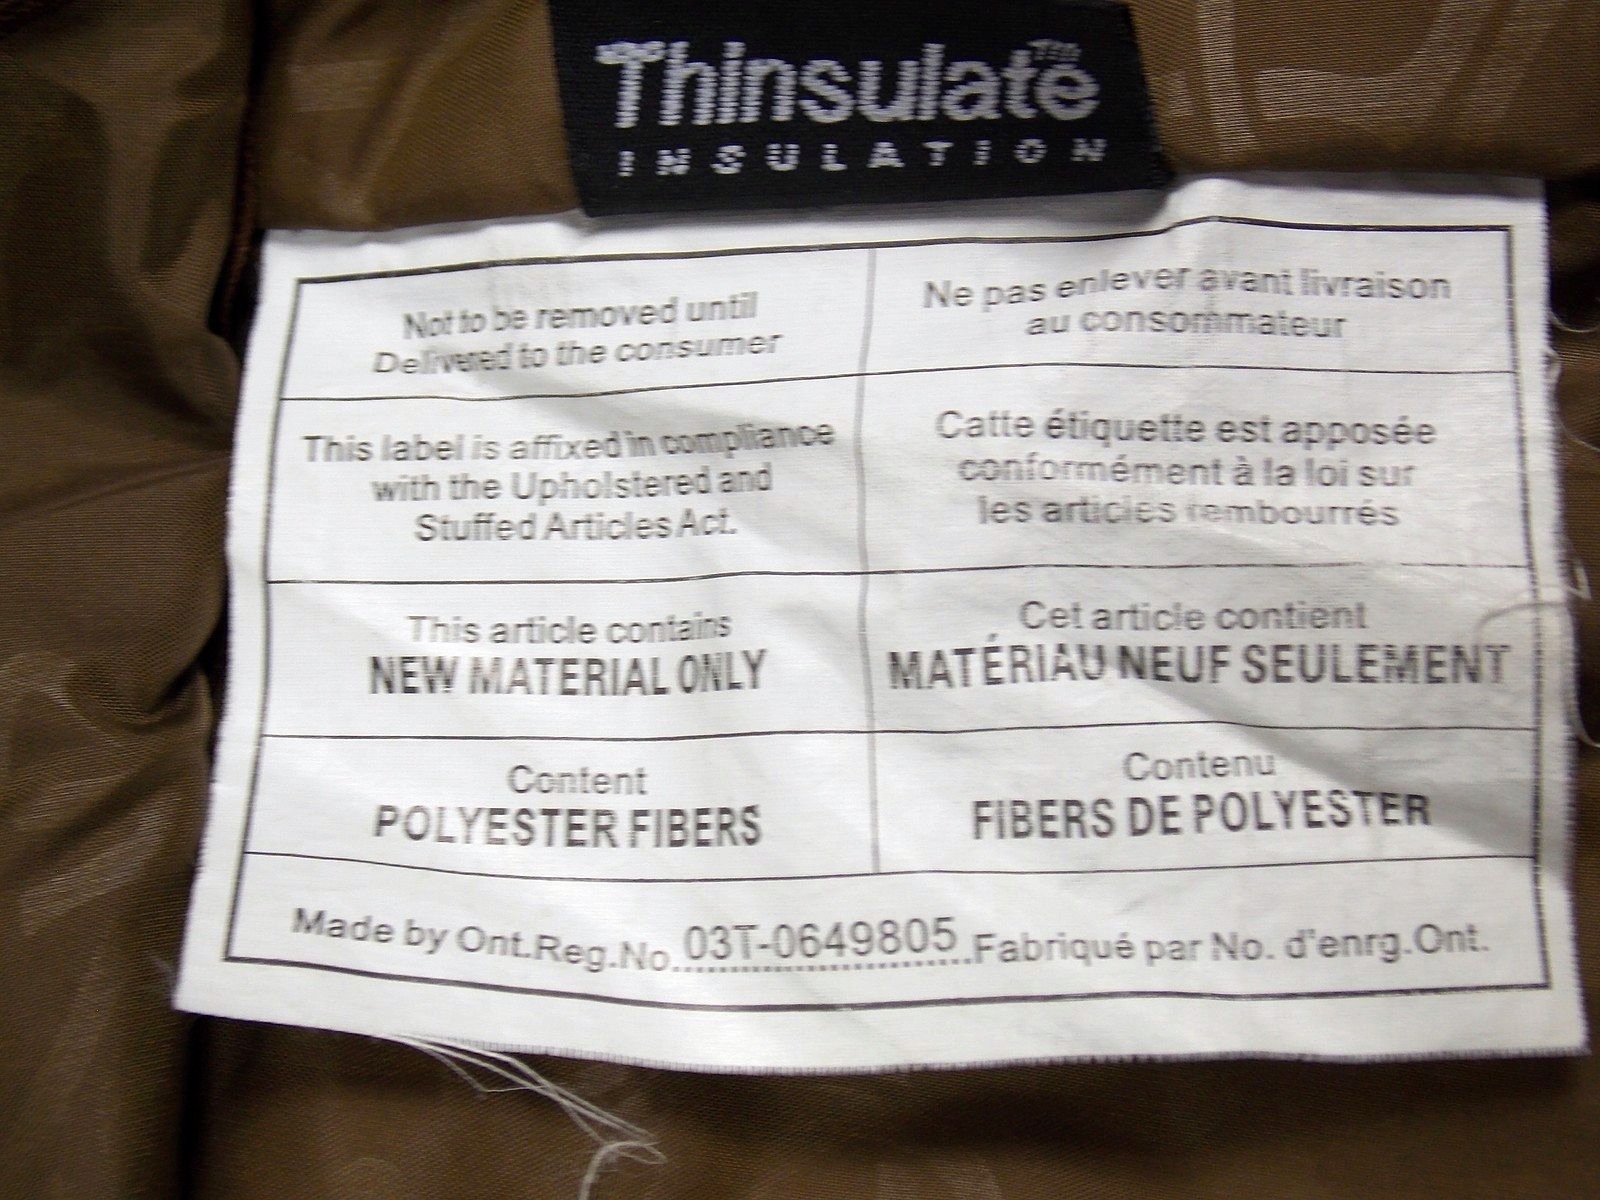 Thinsulate™
INSULATION
Not to be removed until
Delivered to the consumer
Ne pas enlever avant livraison
au consommateur
This label is affixed in compliance
with the Upholstered and
Stuffed Articles Act.
Catte étiquette est apposée
conformément à la loi sur
les articles rembourrés
This article contains
NEW MATERIAL ONLY
Cet article contient
MATÉRIAU NEUF SEULEMENT
Content
POLYESTER FIBERS
Contenu
FIBERS DE POLYESTER
Made by Ont.Reg.No. 03T-0649805 .Fabriqué par No. d'enrg.Ont.